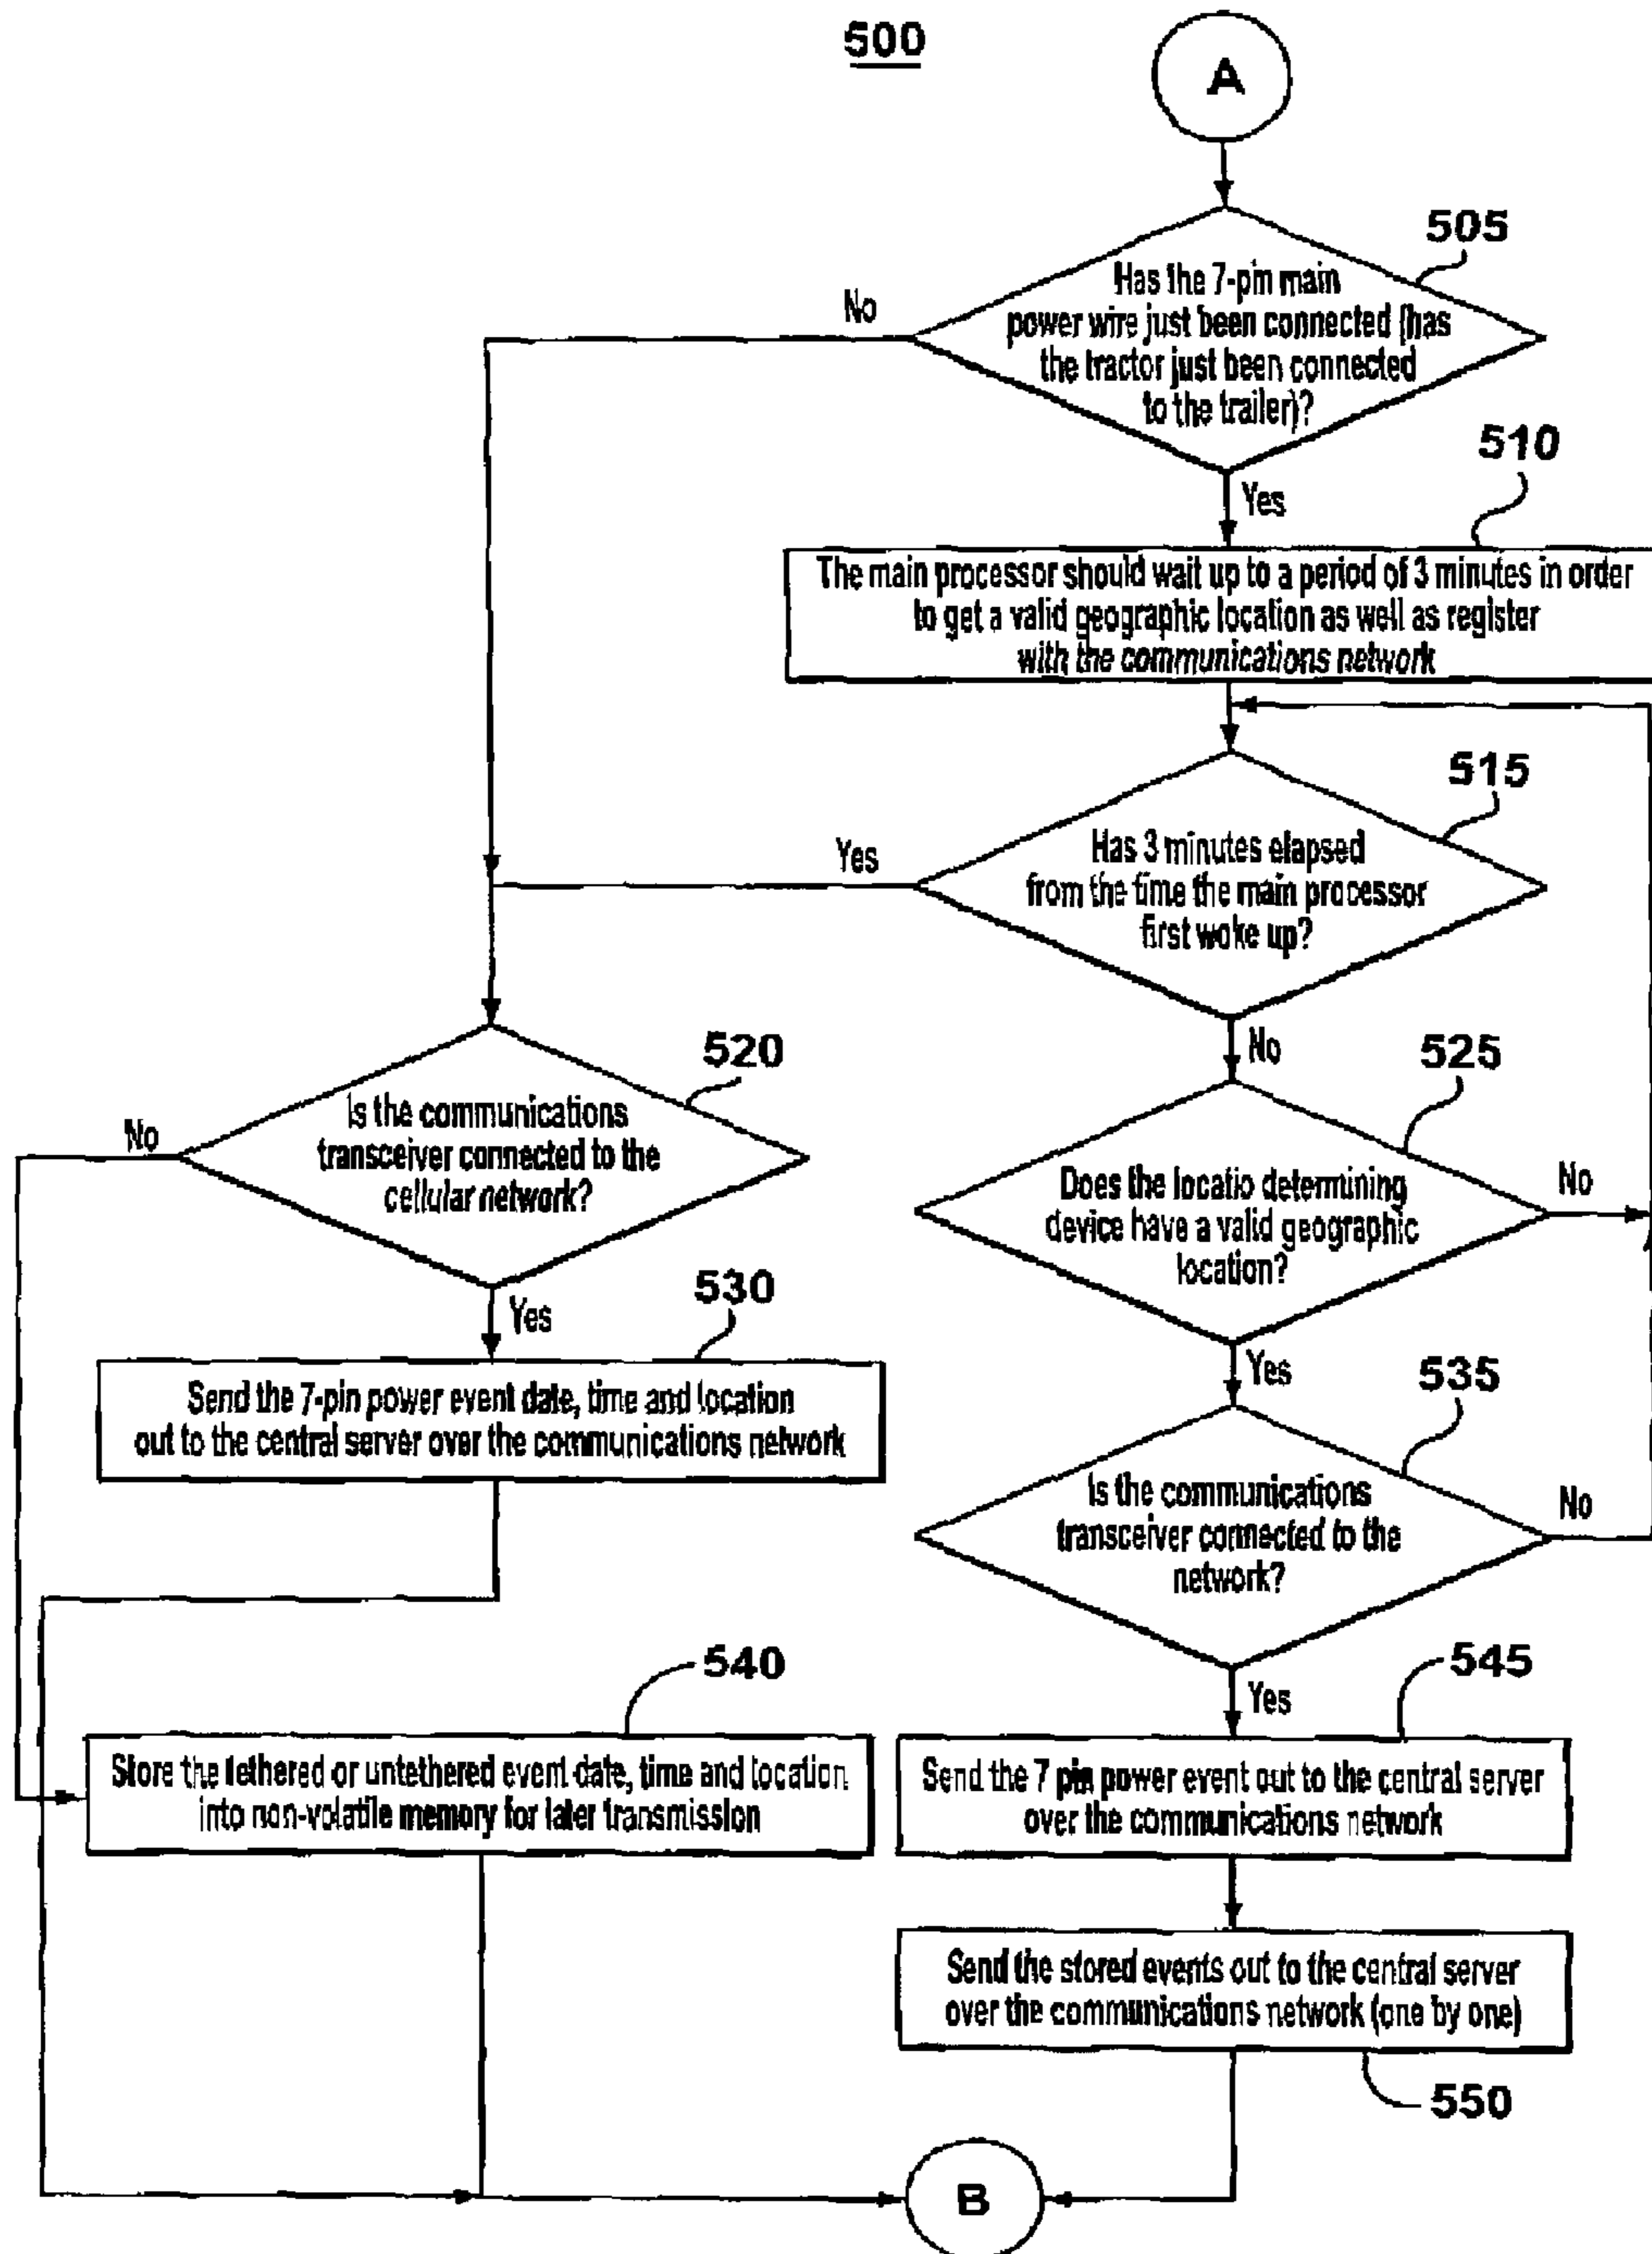 500
A
505
Has the 7-pin main
power wire just been connected (has
the tractor just been connected
to the trailer)?
No
Yes
510
The main processor should wait up to a period of 3 minutes in order
to get a valid geographic location as well as register
with the communications network
515
Has 3 minutes elapsed
from the time the main processor
first woke up?
Yes
No
520
Is the communications
transceiver connected to the
cellular network?
No
Yes
525
Does the locatio determining
device have a valid geographic
location?
No
Yes
530
Send the 7-pin power event date, time and location
out to the central server over the communications network
535
Is the communications
transceiver connected to the
network?
No
Yes
540
Store the tethered or untethered event date, time and location
into non-volatile memory for later transmission
545
Send the 7 pin power event out to the central server
over the communications network
Send the stored events out to the central server
over the communications network (one by one)
550
B